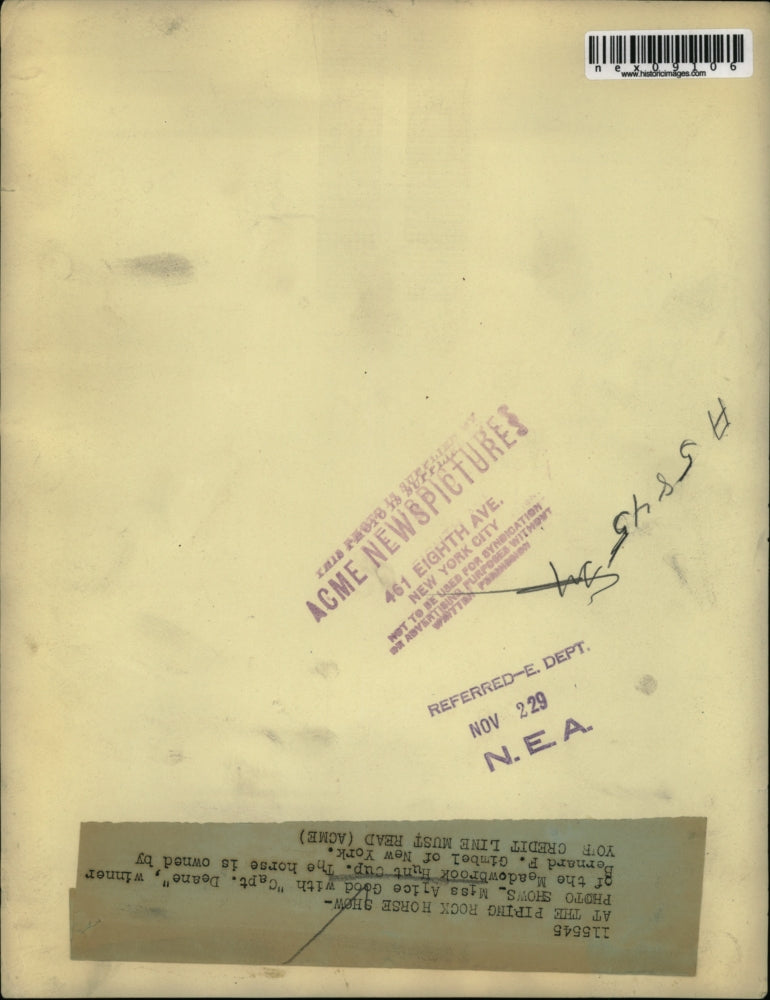 nex09106
www.historicimages.com
THIS PHOTO IS SUPPLIED BY
ACME NEWSPICTURES
461 EIGHTH AVE.
NEW YORK CITY
NOT TO BE USED FOR SYNDICATION
OR ADVERTISING PURPOSES WITHOUT
WRITTEN PERMISSION
REFERRED—E. DEPT.
NOV 2 29
N.E.A.
115545
AT THE PIPING ROCK HORSE SHOW-
PHOTO SHOWS- Miss Alice Good with "Capt. Deane", winner
of the Meadowbrook Hunt Cup. The horse is owned by
Bernard F. Gimbel of New York.
YOUR CREDIT LINE MUST READ (ACME)